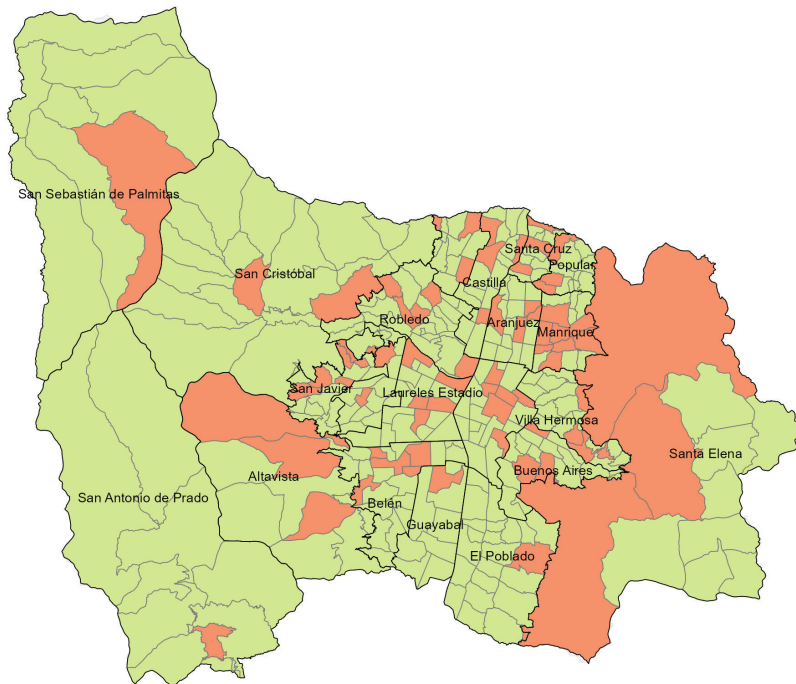 San Sebastián de Palmitas
San Cristóbal
Santa Cruz
Popular
Castilla
Robledo
Aranjuez
Manrique
San Javier
Laureles Estadio
Villa Hermosa
Santa Elena
Buenos Aires
Altavista
San Antonio de Prado
Belén
Guayabal
El Poblado